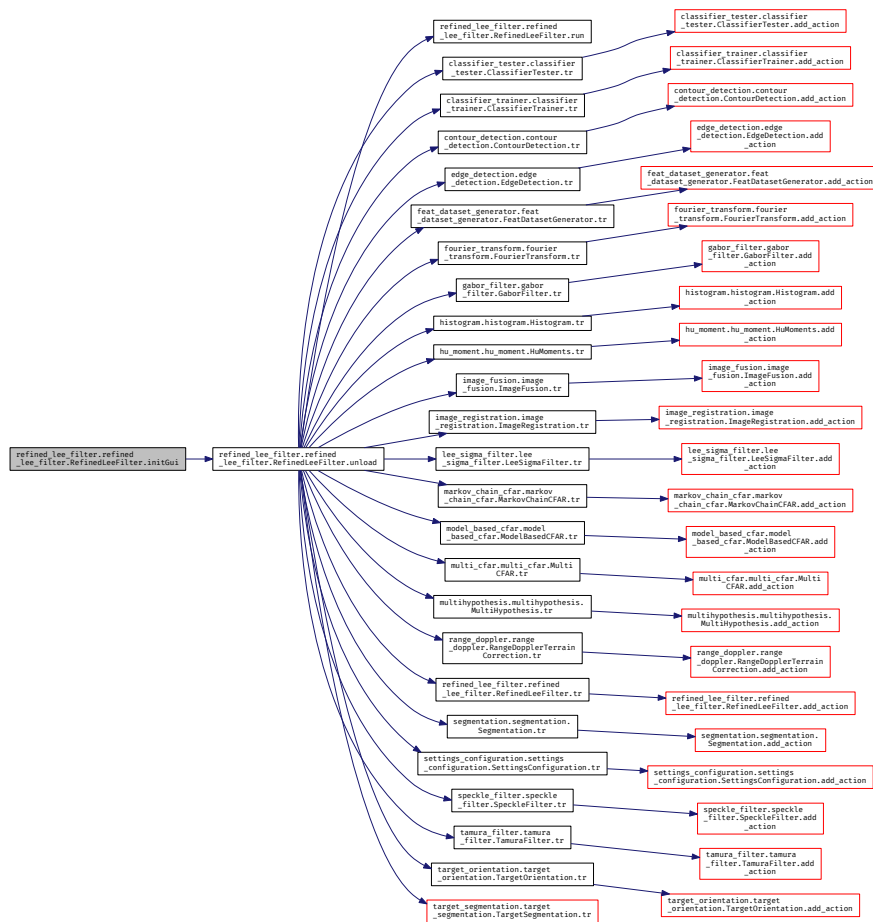 refined_lee_filter.refined
_lee_filter.RefinedLeeFilter.initGui
refined_lee_filter.refined
_lee_filter.RefinedLeeFilter.unload
refined_lee_filter.refined
_lee_filter.RefinedLeeFilter.run
classifier_tester.classifier
_tester.ClassifierTester.tr
classifier_trainer.classifier
_trainer.ClassifierTrainer.tr
contour_detection.contour
_detection.ContourDetection.tr
edge_detection.edge
_detection.EdgeDetection.tr
feat_dataset_generator.feat
_dataset_generator.FeatDatasetGenerator.tr
fourier_transform.fourier
_transform.FourierTransform.tr
gabor_filter.gabor
_filter.GaborFilter.tr
histogram.histogram.Histogram.tr
hu_moment.hu_moment.HuMoments.tr
image_fusion.image
_fusion.ImageFusion.tr
image_registration.image
_registration.ImageRegistration.tr
lee_sigma_filter.lee
_sigma_filter.LeeSigmaFilter.tr
markov_chain_cfar.markov
_chain_cfar.MarkovChainCFAR.tr
model_based_cfar.model
_based_cfar.ModelBasedCFAR.tr
multi_cfar.multi_cfar.Multi
CFAR.tr
multihypothesis.multihypothesis.
MultiHypothesis.tr
range_doppler.range
_doppler.RangeDopplerTerrain
Correction.tr
refined_lee_filter.refined
_lee_filter.RefinedLeeFilter.tr
segmentation.segmentation.
Segmentation.tr
settings_configuration.settings
_configuration.SettingsConfiguration.tr
speckle_filter.speckle
_filter.SpeckleFilter.tr
tamura_filter.tamura
_filter.TamuraFilter.tr
target_orientation.target
_orientation.TargetOrientation.tr
target_segmentation.target
_segmentation.TargetSegmentation.tr
classifier_tester.classifier
_tester.ClassifierTester.add_action
classifier_trainer.classifier
_trainer.ClassifierTrainer.add_action
contour_detection.contour
_detection.ContourDetection.add_action
edge_detection.edge
_detection.EdgeDetection.add
_action
feat_dataset_generator.feat
_dataset_generator.FeatDatasetGenerator.add_action
fourier_transform.fourier
_transform.FourierTransform.add_action
gabor_filter.gabor
_filter.GaborFilter.add
_action
histogram.histogram.Histogram.add
_action
hu_moment.hu_moment.HuMoments.add
_action
image_fusion.image
_fusion.ImageFusion.add
_action
image_registration.image
_registration.ImageRegistration.add_action
lee_sigma_filter.lee
_sigma_filter.LeeSigmaFilter.add
_action
markov_chain_cfar.markov
_chain_cfar.MarkovChainCFAR.add_action
model_based_cfar.model
_based_cfar.ModelBasedCFAR.add
_action
multi_cfar.multi_cfar.Multi
CFAR.add_action
multihypothesis.multihypothesis.
MultiHypothesis.add_action
range_doppler.range
_doppler.RangeDopplerTerrain
Correction.add_action
refined_lee_filter.refined
_lee_filter.RefinedLeeFilter.add_action
segmentation.segmentation.
Segmentation.add_action
settings_configuration.settings
_configuration.SettingsConfiguration.add_action
speckle_filter.speckle
_filter.SpeckleFilter.add
_action
tamura_filter.tamura
_filter.TamuraFilter.add
_action
target_orientation.target
_orientation.TargetOrientation.add_action